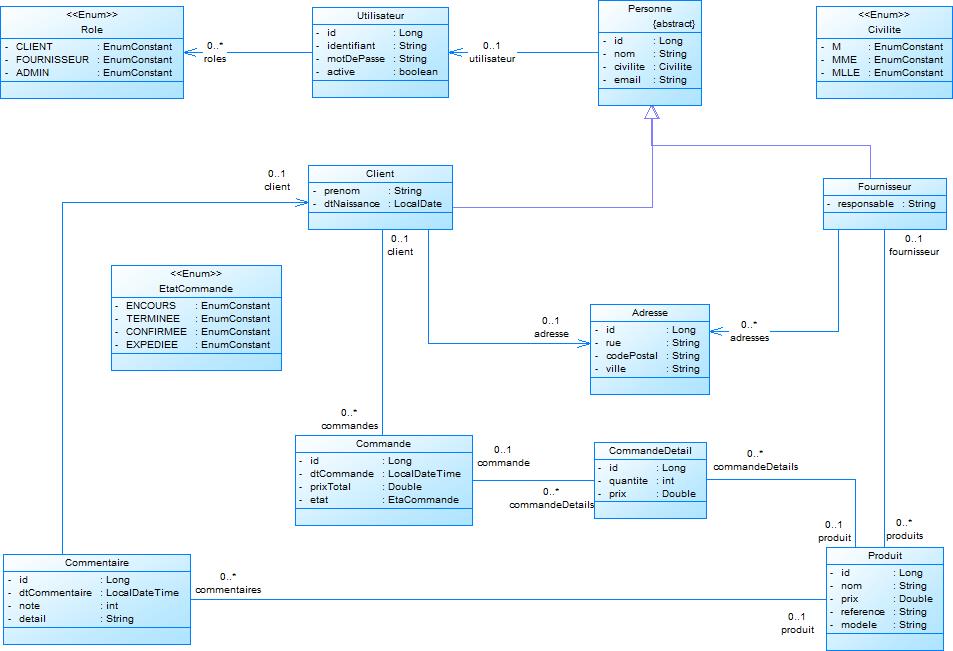 <<Enum>>
Role
- CLIENT : EnumConstant
- FOURNISSEUR : EnumConstant
- ADMIN : EnumConstant
0..*
roles
Utilisateur
- id : Long
- identifiant : String
- motDePasse : String
- active : boolean
0..1
utilisateur
Personne
{abstract}
- id : Long
- nom : String
- civilite : Civilite
- email : String
<<Enum>>
Civilite
- M : EnumConstant
- MME : EnumConstant
- MLLE : EnumConstant
0..1
client
Client
- prenom : String
- dtNaissance : LocalDate
Fournisseur
- responsable : String
0..1
client
0..1
fournisseur
<<Enum>>
EtatCommande
- ENCOURS : EnumConstant
- TERMINEE : EnumConstant
- CONFIRMEE : EnumConstant
- EXPEDIEE : EnumConstant
0..1
adresse
Adresse
- id : Long
- rue : String
- codePostal : String
- ville : String
0..*
adresses
0..*
commandes
Commande
- id : Long
- dtCommande : LocalDateTime
- prixTotal : Double
- etat : EtaCommande
0..1
commande
0..*
commandeDetails
CommandeDetail
- id : Long
- quantite : int
- prix : Double
0..*
commandeDetails
0..1
produit
0..*
produits
Commentaire
- id : Long
- dtCommentaire : LocalDateTime
- note : int
- detail : String
0..*
commentaires
0..1
produit
Produit
- id : Long
- nom : String
- prix : Double
- reference : String
- modele : String